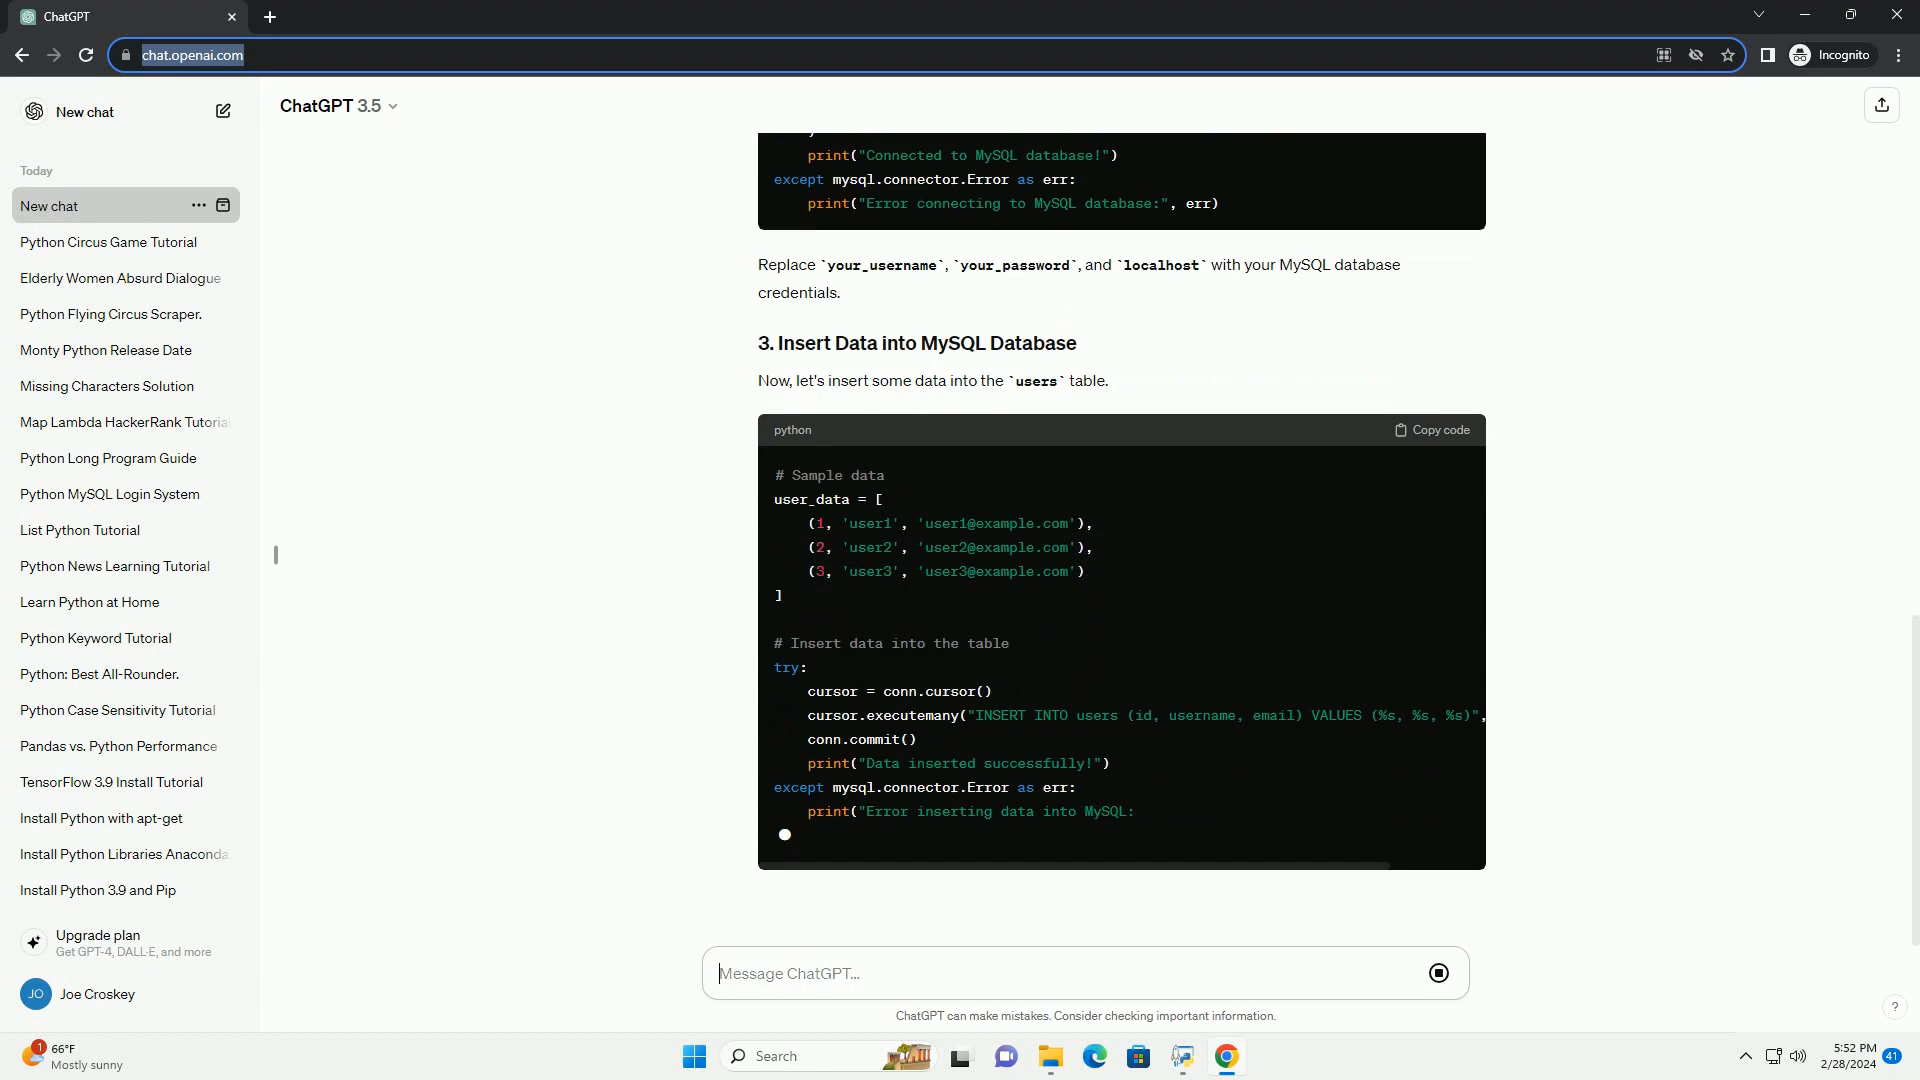 ChatGPT
chat.openai.com
Incognito
New chat
ChatGPT 3.5
Today
New chat
Python Circus Game Tutorial
Elderly Women Absurd Dialogue
Python Flying Circus Scraper.
Monty Python Release Date
Missing Characters Solution
Map Lambda HackerRank Tutoria
Python Long Program Guide
Python MySQL Login System
List Python Tutorial
Python News Learning Tutorial
Learn Python at Home
Python Keyword Tutorial
Python: Best All-Rounder.
Python Case Sensitivity Tutorial
Pandas vs. Python Performance
TensorFlow 3.9 Install Tutorial
Install Python with apt-get
Install Python Libraries Anaconda
Install Python 3.9 and Pip
Upgrade plan
Get GPT-4, DALL·E, and more
JO Joe Croskey
print("Connected to MySQL database!")
except mysql.connector.Error as err:
print("Error connecting to MySQL database:", err)
Replace `your_username`, `your_password`, and `localhost` with your MySQL database
credentials.
3. Insert Data into MySQL Database
Now, let's insert some data into the `users` table.
python
Copy code
# Sample data
user_data = [
(1, 'user1', 'user1@example.com'),
(2, 'user2', 'user2@example.com'),
(3, 'user3', 'user3@example.com')
]
# Insert data into the table
try:
cursor = conn.cursor()
cursor.executemany("INSERT INTO users (id, username, email) VALUES (%s, %s, %s)",
conn.commit()
print("Data inserted successfully!")
except mysql.connector.Error as err:
print("Error inserting data into MySQL:
Message ChatGPT...
ChatGPT can make mistakes. Consider checking important information.
?
1
66°F
Mostly sunny
Search
5:52 PM
2/28/2024
41